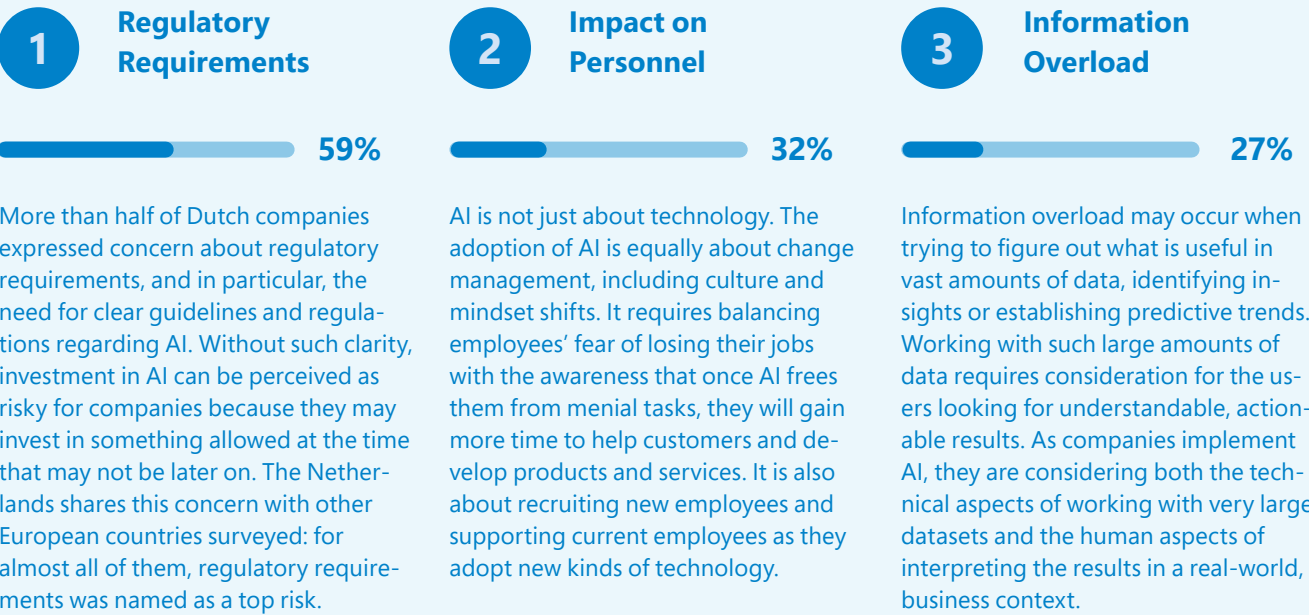 1
Regulatory
Requirements
59%
More than half of Dutch companies
expressed concern about regulatory
requirements, and in particular, the
need for clear guidelines and regula-
tions regarding AI. Without such clarity,
investment in AI can be perceived as
risky for companies because they may
invest in something allowed at the time
that may not be later on. The Nether-
lands shares this concern with other
European countries surveyed: for
almost all of them, regulatory require-
ments was named as a top risk.
2
Impact on
Personnel
32%
AI is not just about technology. The
adoption of AI is equally about change
management, including culture and
mindset shifts. It requires balancing
employees’ fear of losing their jobs
with the awareness that once AI frees
them from menial tasks, they will gain
more time to help customers and de-
velop products and services. It is also
about recruiting new employees and
supporting current employees as they
adopt new kinds of technology.
3
Information
Overload
27%
Information overload may occur when
trying to figure out what is useful in
vast amounts of data, identifying in-
sights or establishing predictive trends.
Working with such large amounts of
data requires consideration for the us-
ers looking for understandable, action-
able results. As companies implement
AI, they are considering both the tech-
nical aspects of working with very large
datasets and the human aspects of
interpreting the results in a real-world,
business context.